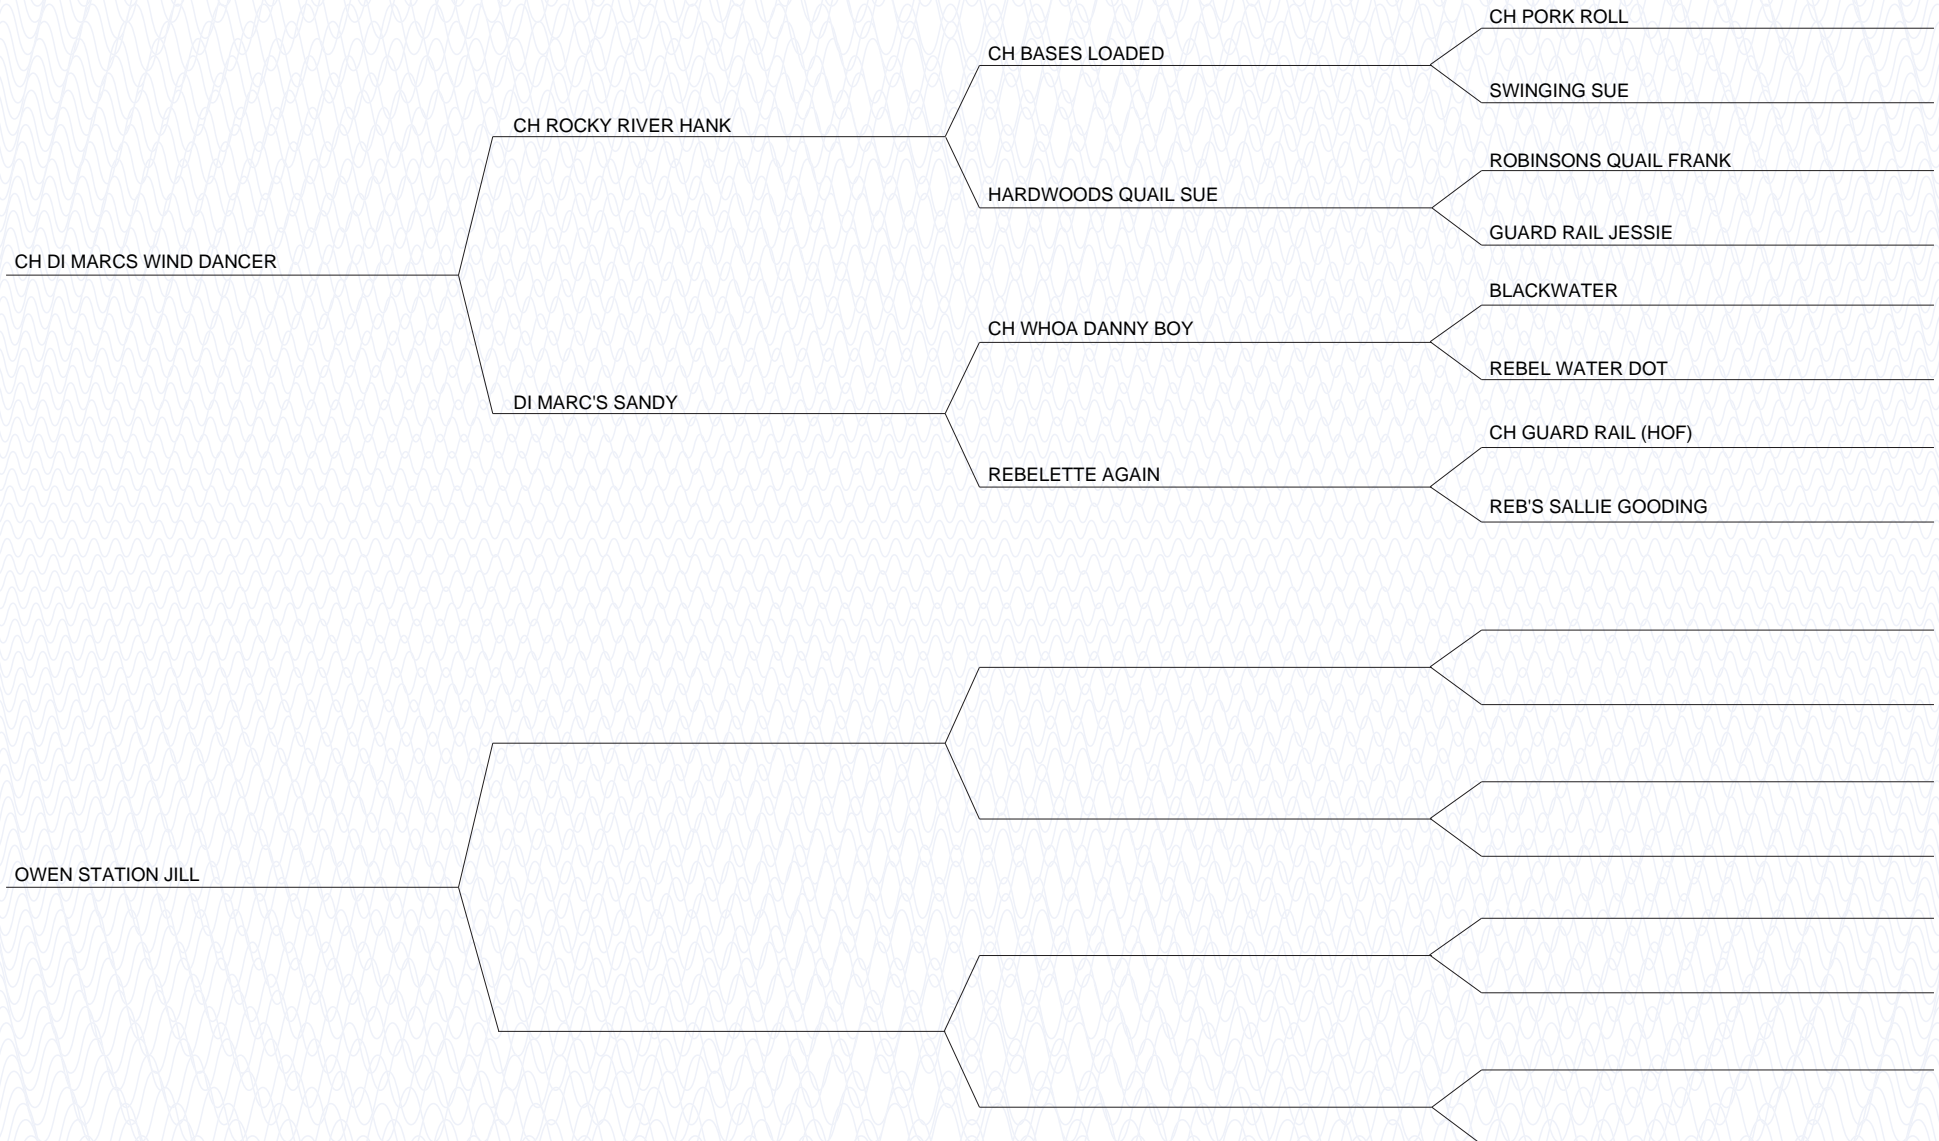 CH PORK ROLL
CH BASES LOADED
SWINGING SUE
CH ROCKY RIVER HANK
ROBINSONS QUAIL FRANK
HARDWOODS QUAIL SUE
GUARD RAIL JESSIE
CH DI MARCS WIND DANCER
BLACKWATER
CH WHOA DANNY BOY
REBEL WATER DOT
DI MARC'S SANDY
CH GUARD RAIL (HOF)
REBELETTE AGAIN
REB'S SALLIE GOODING
OWEN STATION JILL